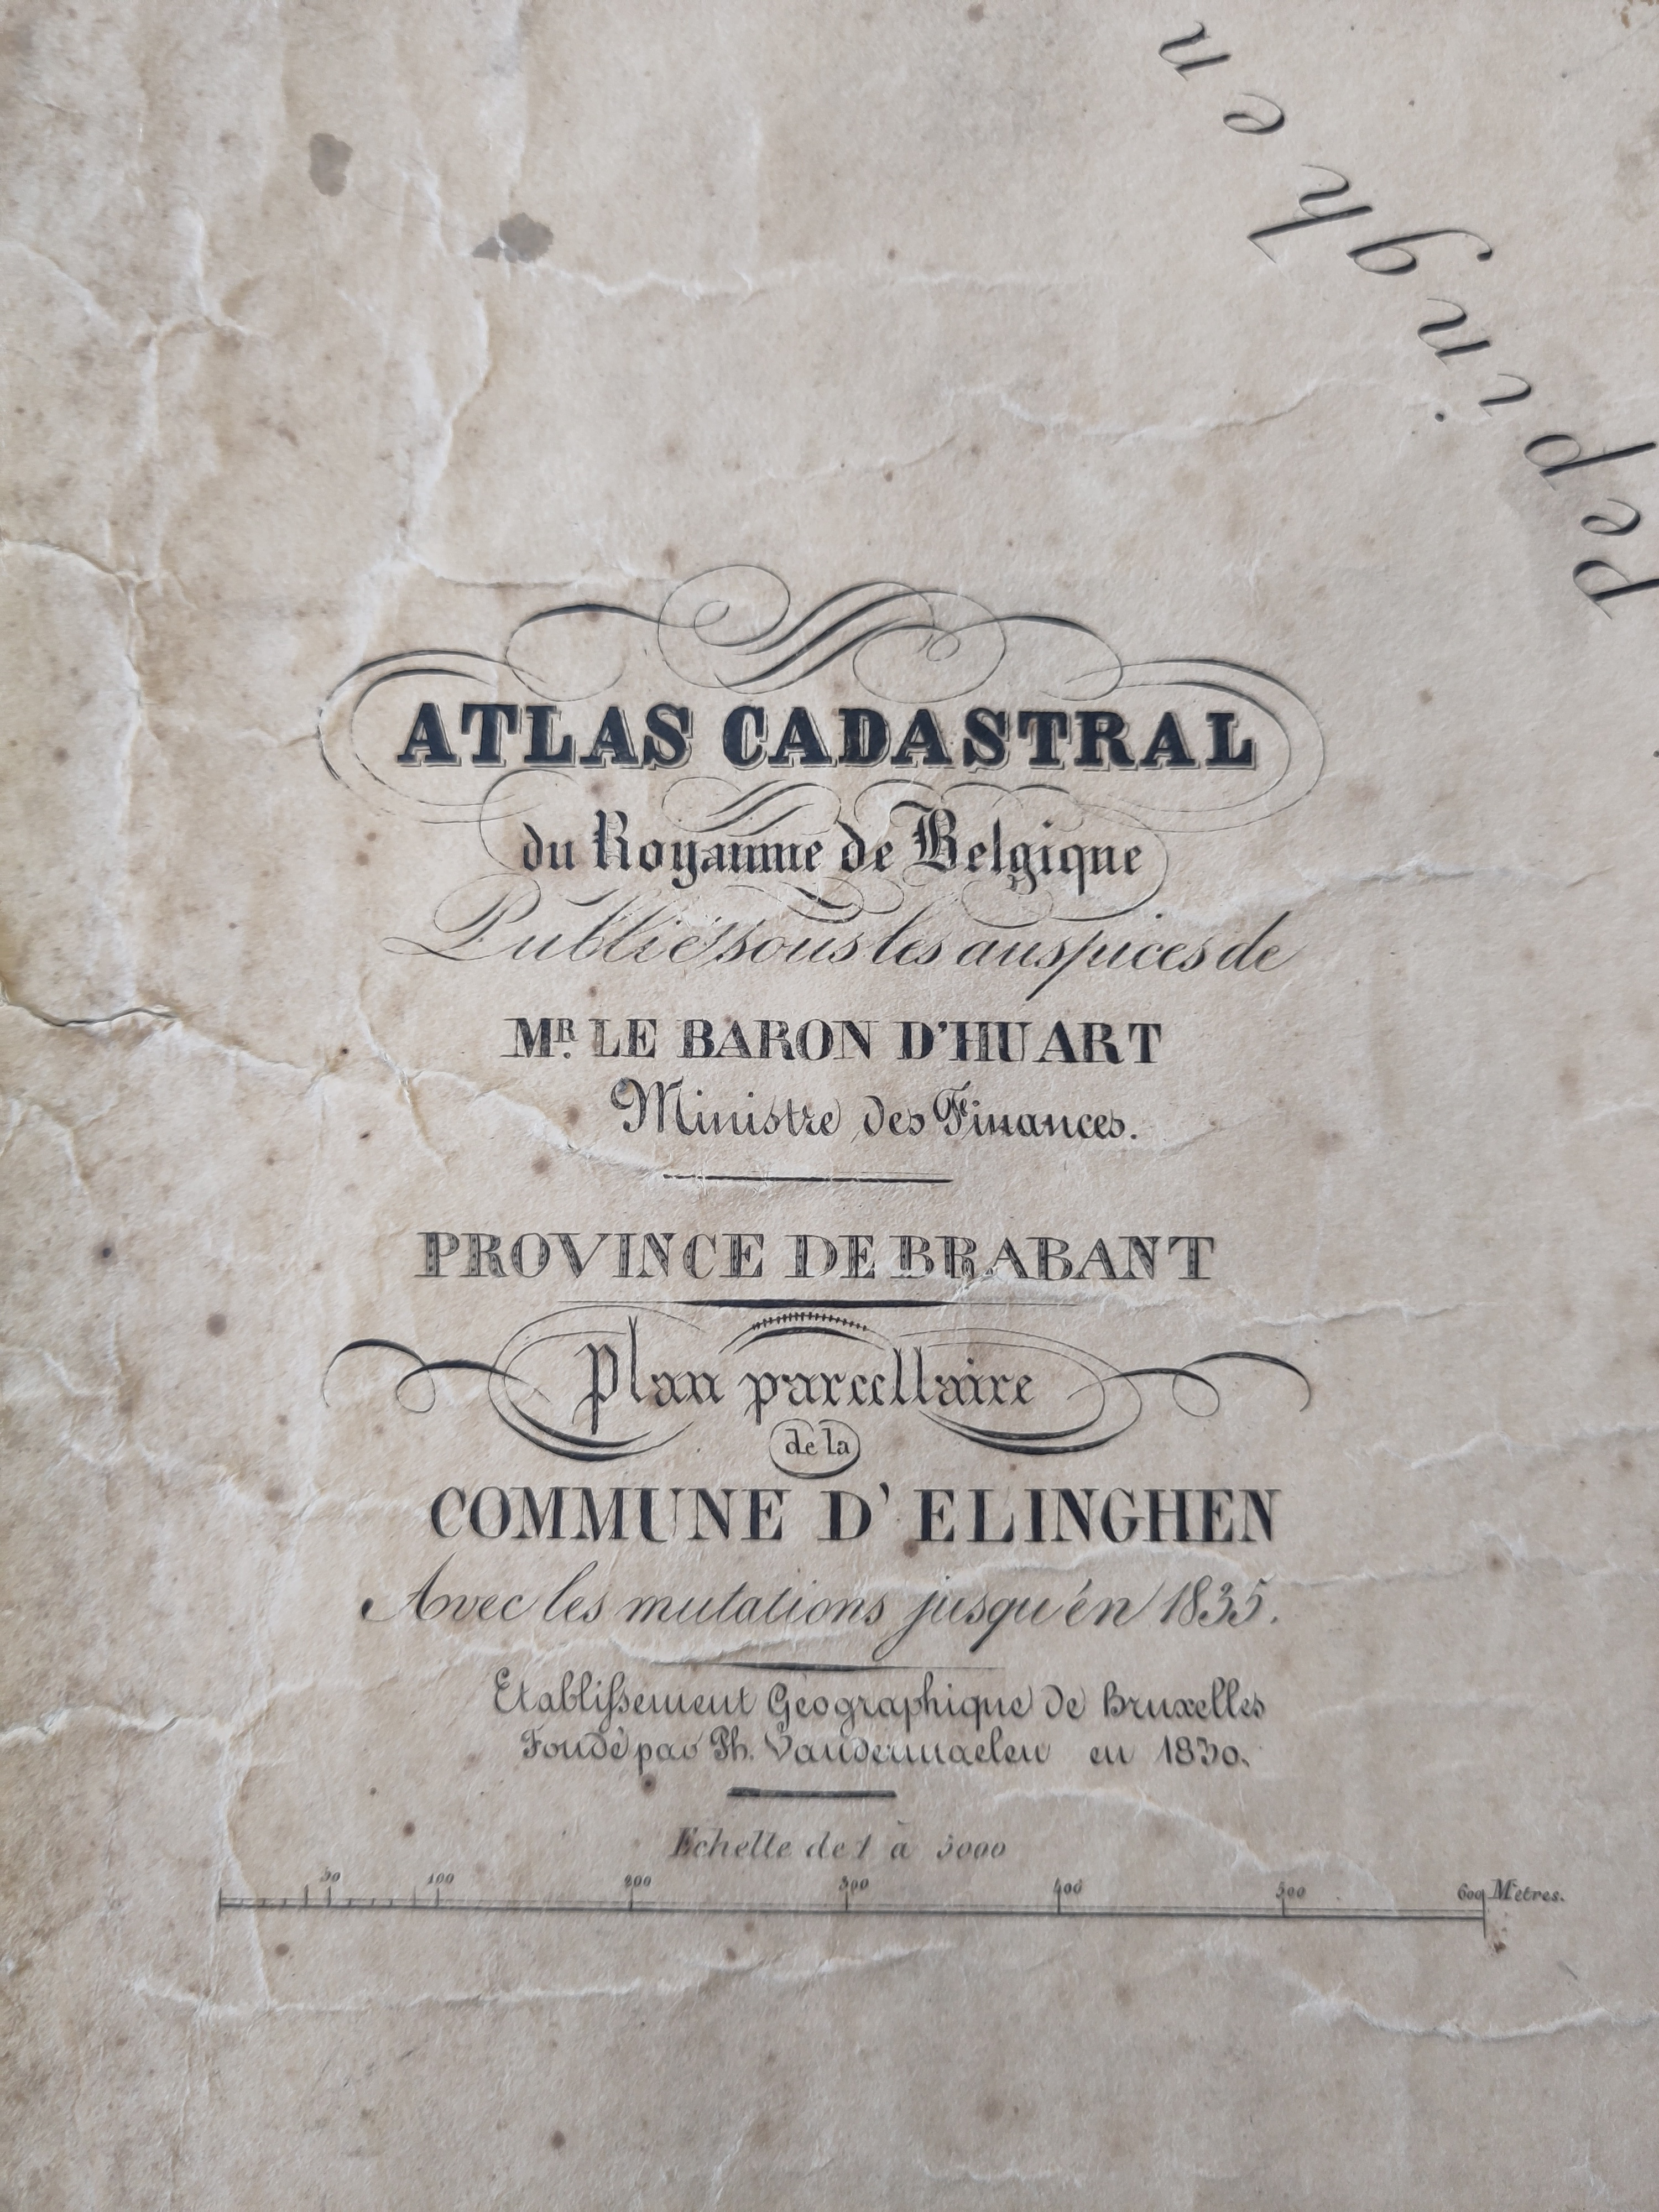 Pepinghen
ATLAS CADASTRAL
du Royaume de Belgique
Publié sous les auspices de
MR. LE BARON D'HUART
Ministre des Finances.
PROVINCE DE BRABANT
Plan parcellaire
de la
COMMUNE D' ELINGHEN
Avec les mutations jusqu'én 1835.
Etablißement Géographique de Bruxelles
Fondé par Ph. Vandermaelen en 1830.
Echelle de 1 à 5000
50 100 200 300 400 500 600 Mètres.